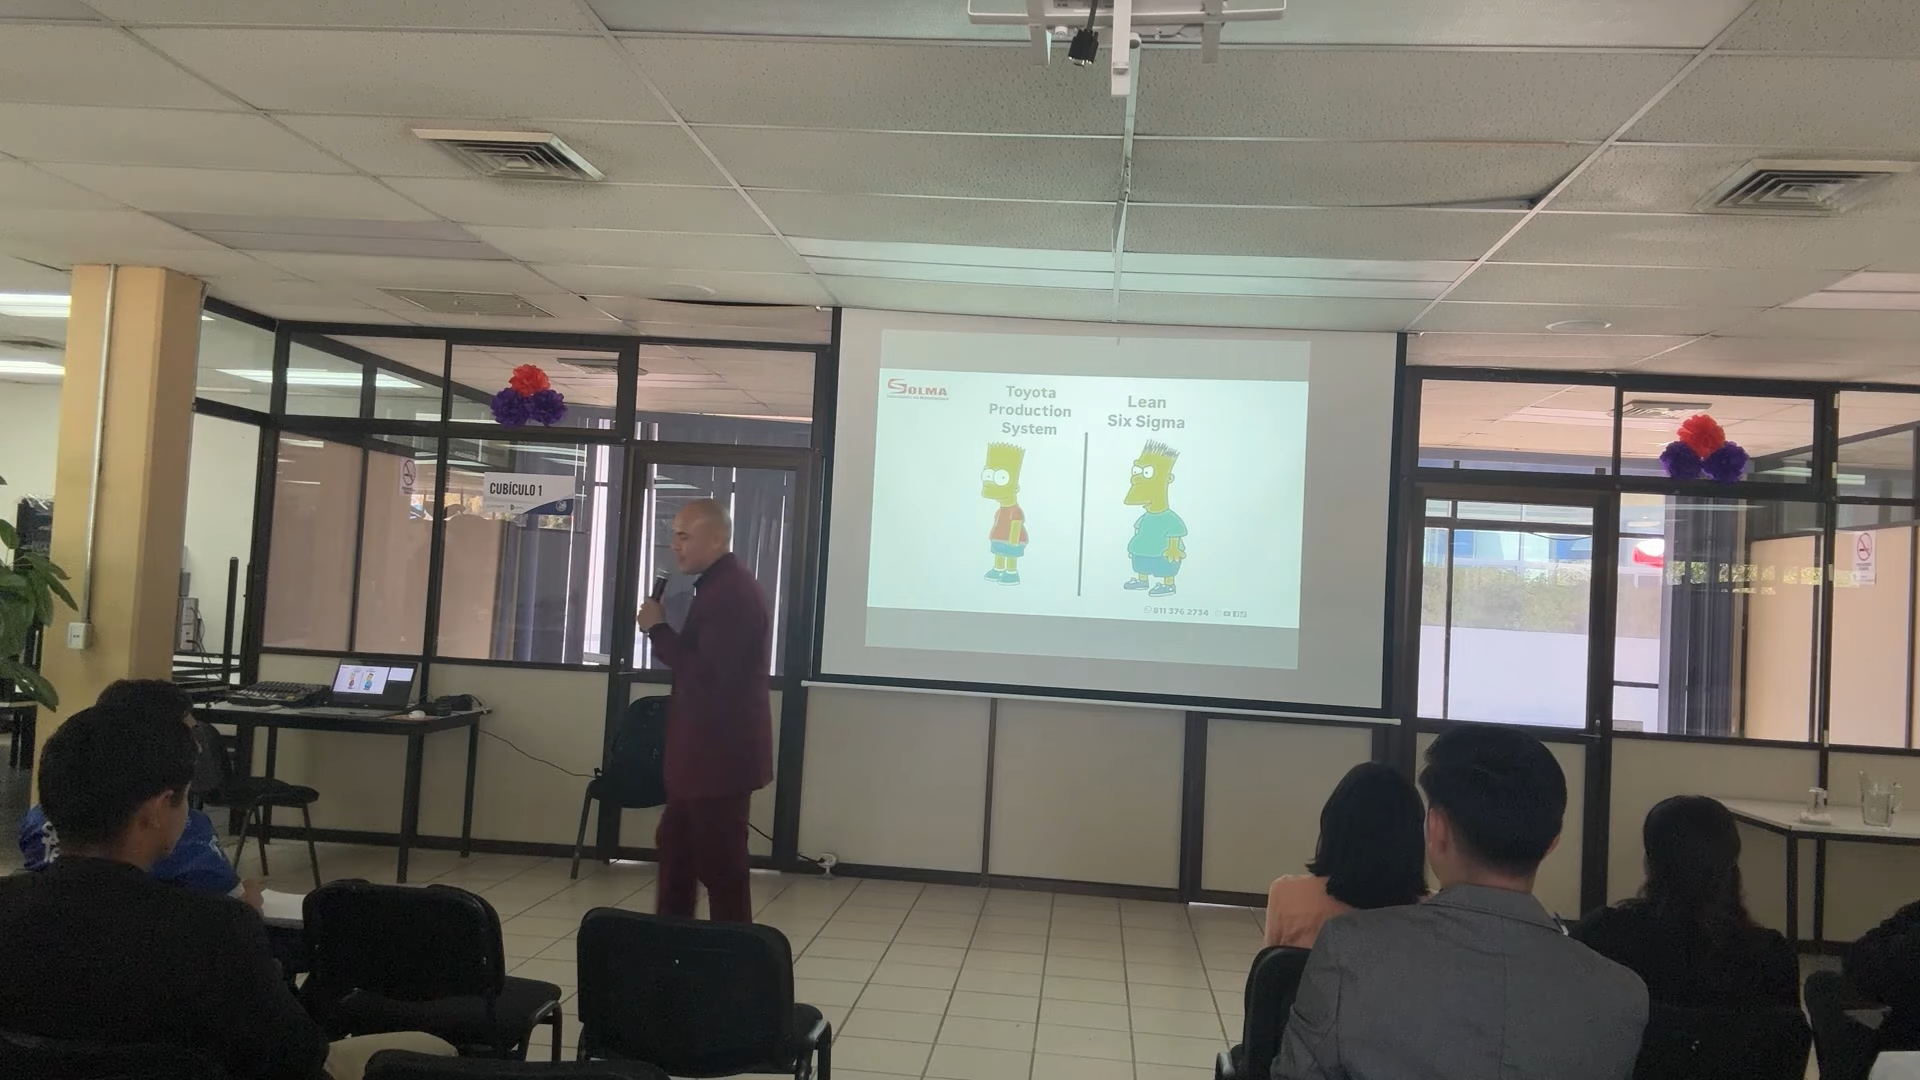 CUBÍCULO 1
SOLMA
Toyota
Production
System
Lean
Six Sigma
811 376 2734